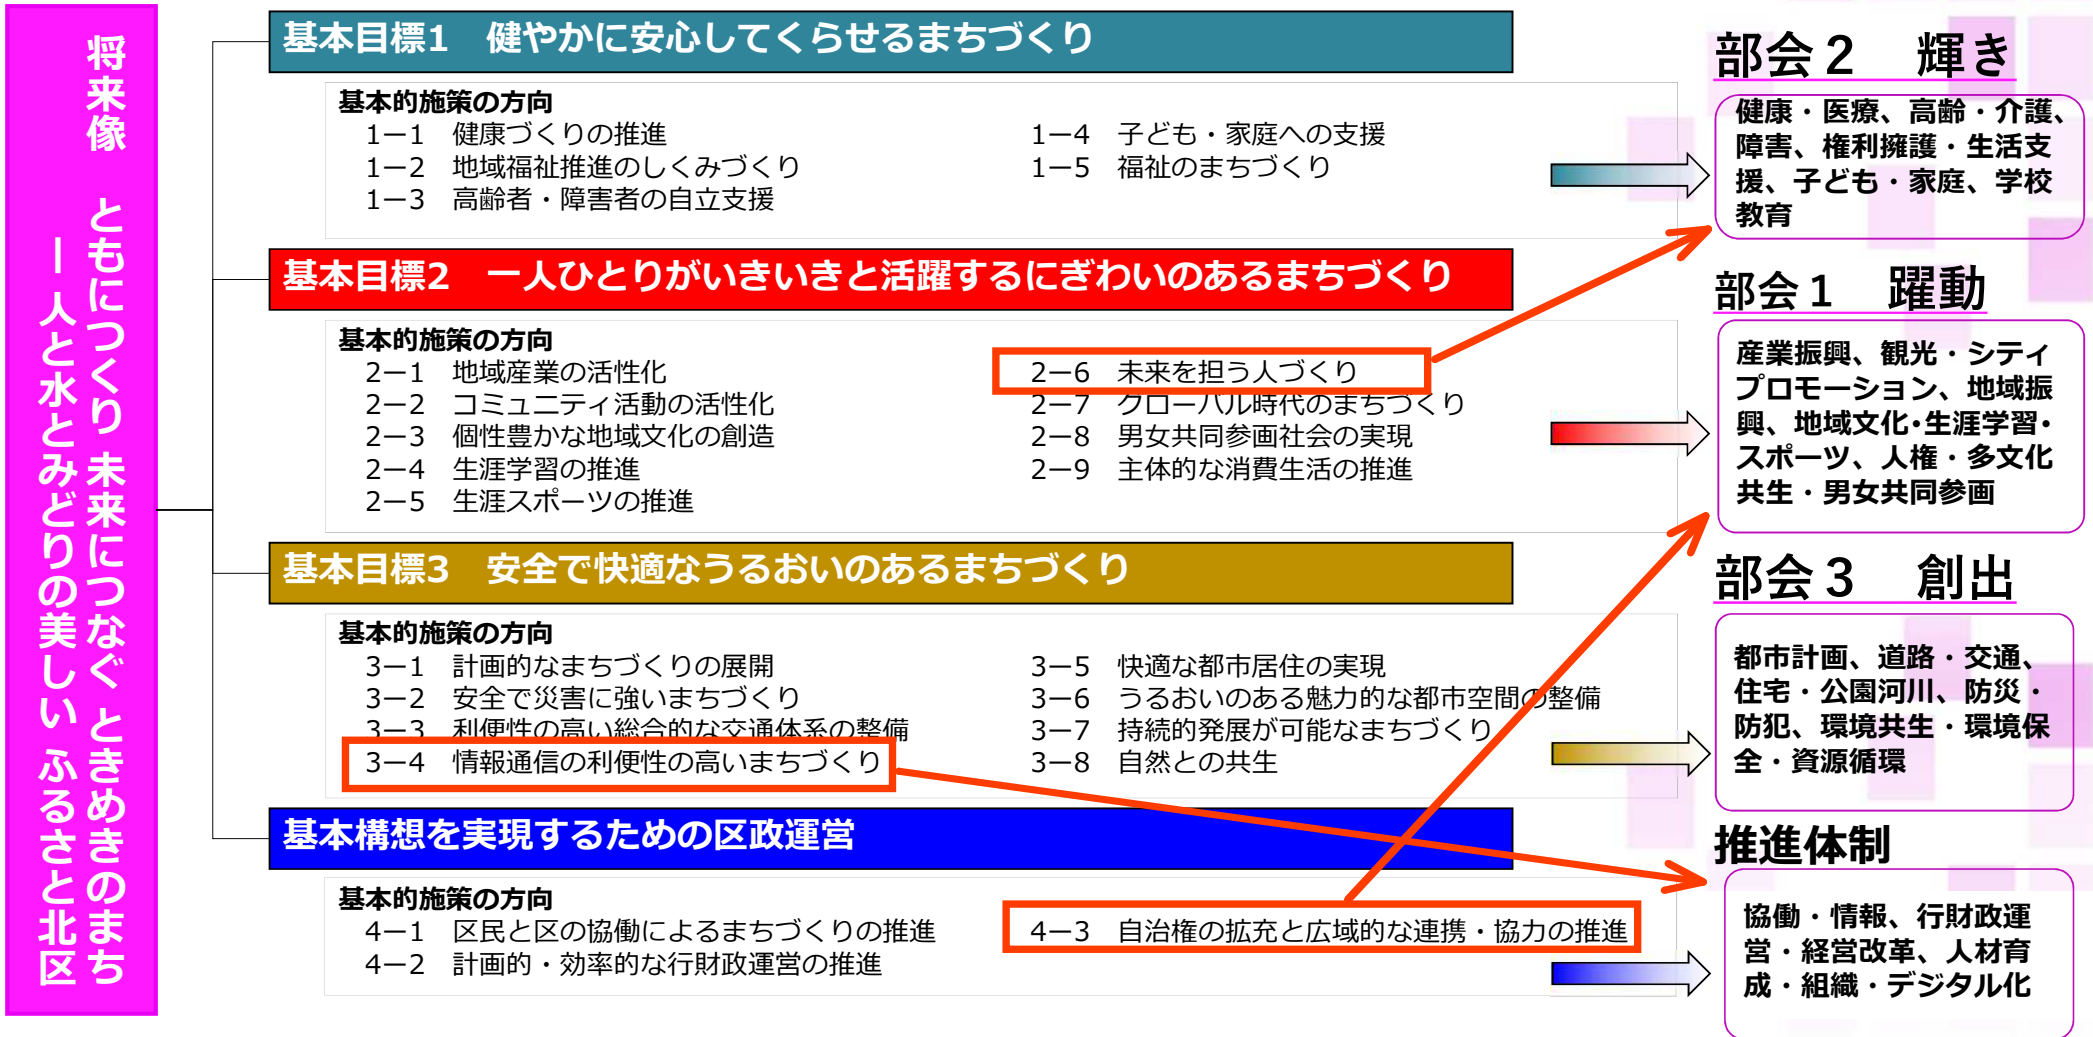 将来像　ともにつくり 未来につなぐ ときめきのまち
― 人と水とみどりの美しい ふるさと北区
基本目標1　健やかに安心してくらせるまちづくり
基本的施策の方向
1ー1　健康づくりの推進
1ー2　地域福祉推進のしくみづくり
1ー3　高齢者・障害者の自立支援
1ー4　子ども・家庭への支援
1ー5　福祉のまちづくり
基本目標2　一人ひとりがいきいきと活躍するにぎわいのあるまちづくり
基本的施策の方向
2ー1　地域産業の活性化
2ー2　コミュニティ活動の活性化
2ー3　個性豊かな地域文化の創造
2ー4　生涯学習の推進
2ー5　生涯スポーツの推進
2ー6　未来を担う人づくり
2ー7　グローバル時代のまちづくり
2ー8　男女共同参画社会の実現
2ー9　主体的な消費生活の推進
基本目標3　安全で快適なうるおいのあるまちづくり
基本的施策の方向
3ー1　計画的なまちづくりの展開
3ー2　安全で災害に強いまちづくり
3ー3　利便性の高い総合的な交通体系の整備
3ー4　情報通信の利便性の高いまちづくり
3ー5　快適な都市居住の実現
3ー6　うるおいのある魅力的な都市空間の整備
3ー7　持続的発展が可能なまちづくり
3ー8　自然との共生
基本構想を実現するための区政運営
基本的施策の方向
4ー1　区民と区の協働によるまちづくりの推進
4ー2　計画的・効率的な行財政運営の推進
4ー3　自治権の拡充と広域的な連携・協力の推進
部会２　輝き
健康・医療、高齢・介護、
障害、権利擁護・生活支
援、子ども・家庭、学校
教育
部会１　躍動
産業振興、観光・シティ
プロモーション、地域振
興、地域文化・生涯学習・
スポーツ、人権・多文化
共生・男女共同参画
部会３　創出
都市計画、道路・交通、
住宅・公園河川、防災・
防犯、環境共生・環境保
全・資源循環
推進体制
協働・情報、行財政運
営・経営改革、人材育
成・組織・デジタル化